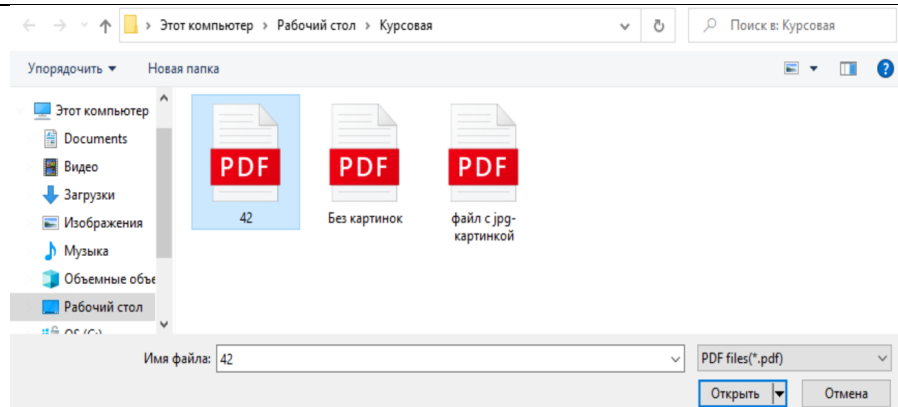 Этот компьютер › Рабочий стол › Курсовая
Поиск в: Курсовая
Упорядочить
Новая папка
Этот компьютер
Documents
Видео
Загрузки
Изображения
Музыка
Объемные объе
Рабочий стол
PDF
PDF
PDF
42
Без картинок
файл с jpg-
картинкой
Имя файла: 42
PDF files(*.pdf)
Открыть
Отмена